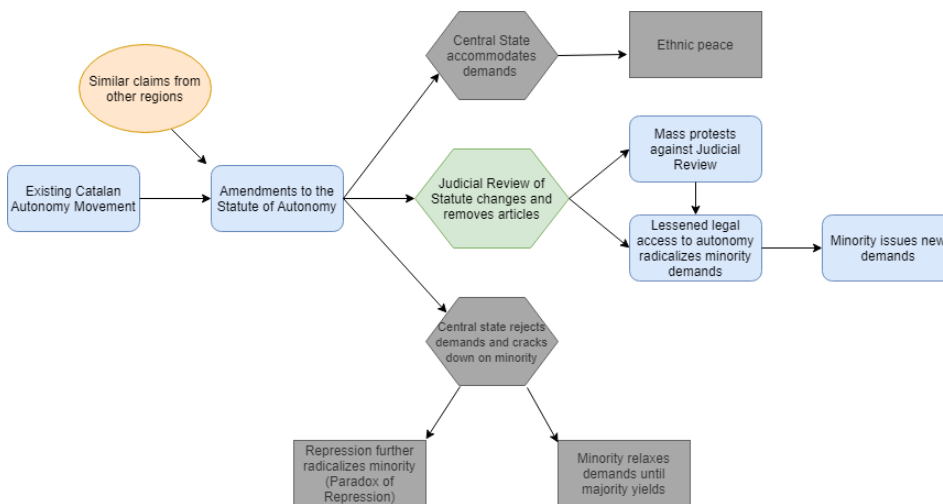 Central State
accommodates
demands
Ethnic peace
Similar claims from
other regions
Mass protests
against Judicial
Review
Existing Catalan
Autonomy Movement
Amendments to the
Statute of Autonomy
Judicial Review of
Statute changes and
removes articles
Lessened legal
access to autonomy
radicalizes minority
demands
Minority issues new
demands
Central state rejects
demands and cracks
down on minority
Repression further
radicalizes minority
(Paradox of
Repression)
Minority relaxes
demands until
majority yields